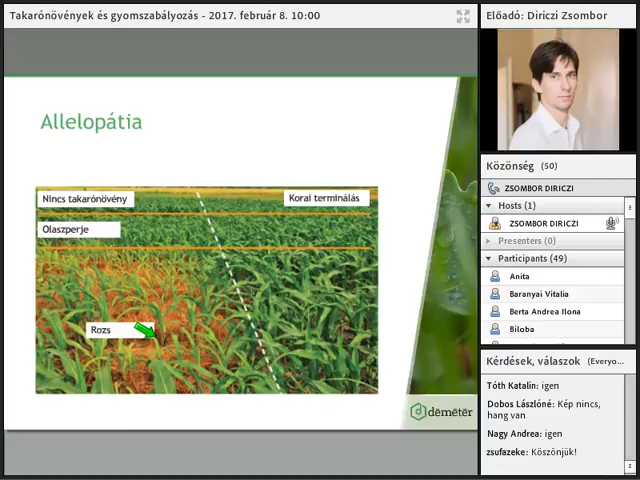 Takarónövények és gyomszabályozás - 2017. február 8. 10:00
Allelopátia
Nincs takarónövény
Korai terminálás
Olaszperje
Rozs
dēmētēr
Előadó: Diriczi Zsombor
Közönség (50)
ZSOMBOR DIRICZI
Hosts (1)
ZSOMBOR DIRICZI
Presenters (0)
Participants (49)
Anita
Baranyai Vitalia
Berta Andrea Ilona
Biloba
Kérdések, válaszok (Everyo...
Tóth Katalin: igen
Dobos Lászlóné: Kép nincs,
hang van
Nagy Andrea: igen
zsufazeke: Köszönjük!